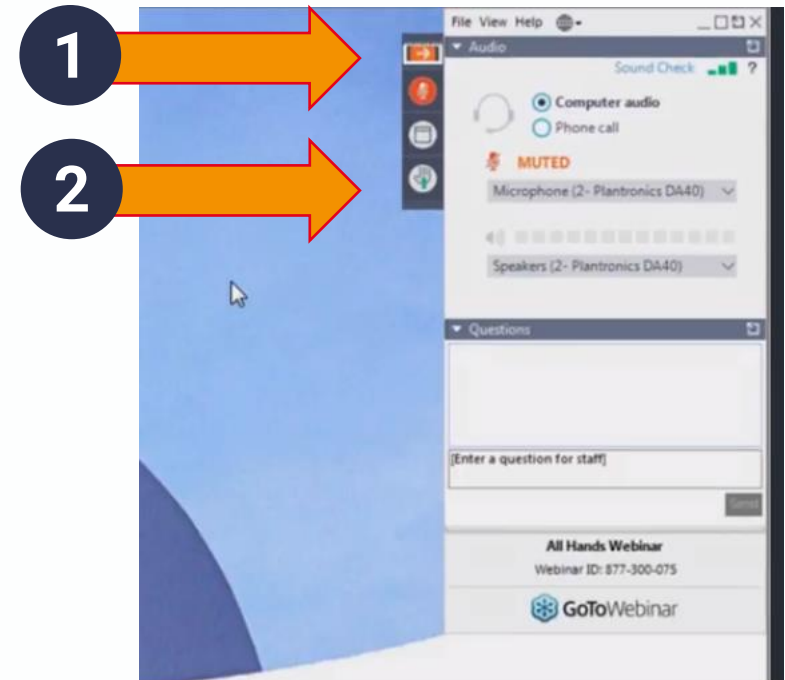 1
2
File View Help
Audio
Sound Check ?
Computer audio
Phone call
MUTED
Microphone (2- Plantronics DA40)
Speakers (2- Plantronics DA40)
Questions
[Enter a question for staff]
Send
All Hands Webinar
Webinar ID: 877-300-075
GoToWebinar